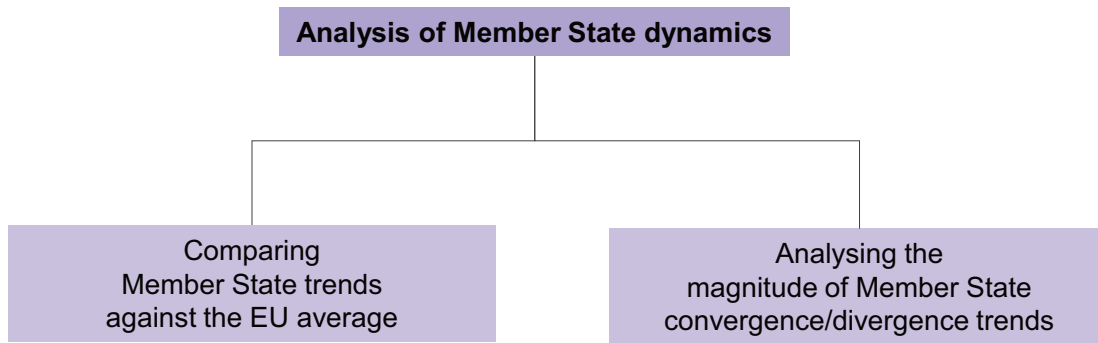 Analysis of Member State dynamics
Comparing
Member State trends
against the EU average
Analysing the
magnitude of Member State
convergence/divergence trends